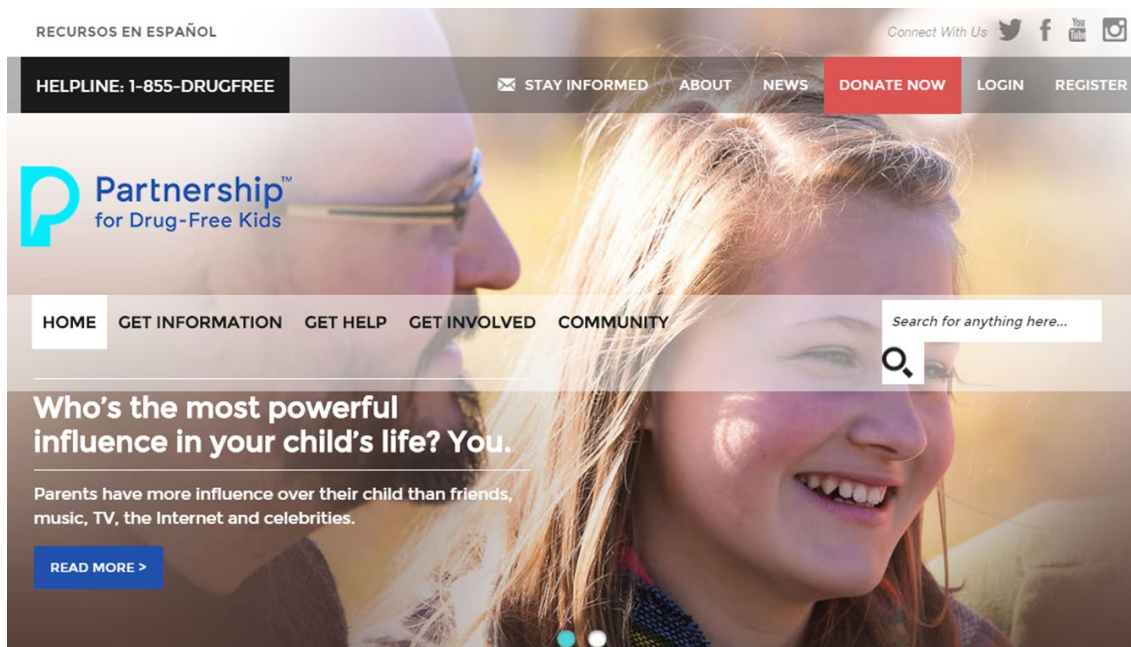 RECURSOS EN ESPAÑOL
Connect With Us
You
Tube
HELPLINE: 1-855-DRUGFREE
STAY INFORMED
ABOUT
NEWS
DONATE NOW
LOGIN
REGISTER
Partnership™
for Drug-Free Kids
HOME
GET INFORMATION
GET HELP
GET INVOLVED
COMMUNITY
Search for anything here...
Who's the most powerful
influence in your child's life? You.
Parents have more influence over their child than friends,
music, TV, the Internet and celebrities.
READ MORE >